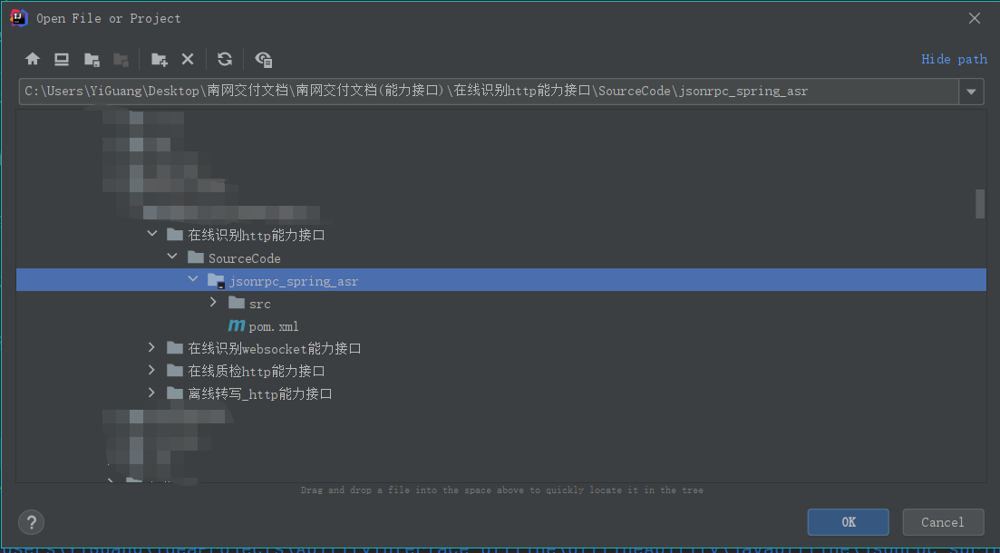 Open File or Project
Hide path
C:\Users\YiGuang\Desktop\南网交付文档\南网交付文档(能力接口)\在线识别http能力接口\SourceCode\jsonrpc_spring_asr
在线识别http能力接口
SourceCode
jsonrpc_spring_asr
src
pom.xml
在线识别websocket能力接口
在线质检http能力接口
离线转写_http能力接口
Drag and drop a file into the space above to quickly locate it in the tree
?
OK
Cancel